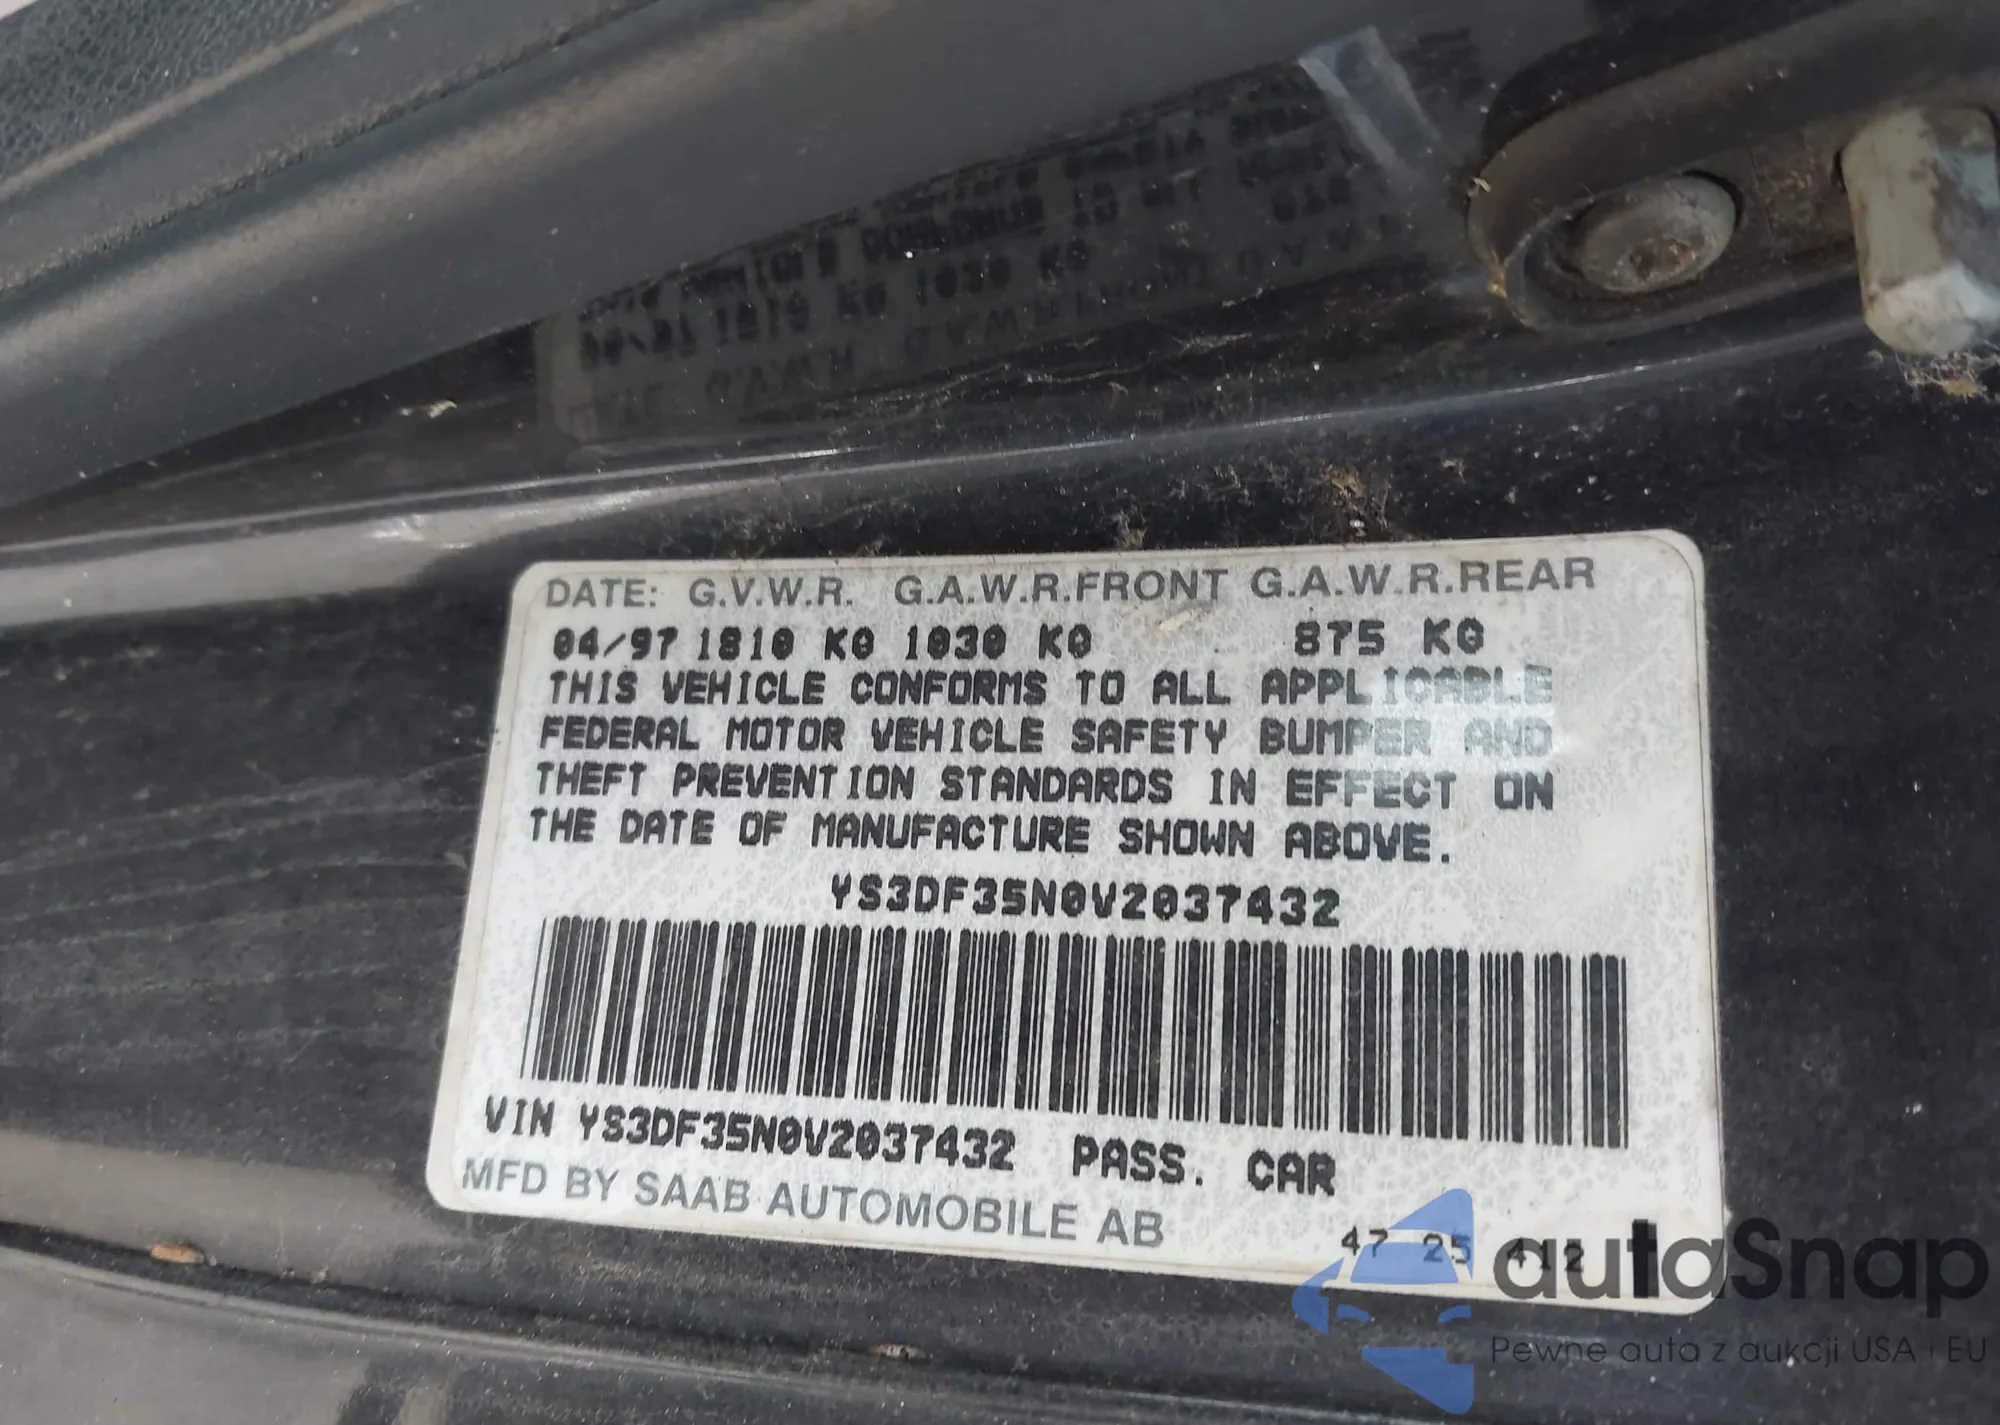 DATE: G.V.W.R. G.A.W.R.FRONT G.A.W.R.REAR
04/97 1810 KG 1030 KG 875 KG
THIS VEHICLE CONFORMS TO ALL APPLICABLE
FEDERAL MOTOR VEHICLE SAFETY BUMPER AND
THEFT PREVENTION STANDARDS IN EFFECT ON
THE DATE OF MANUFACTURE SHOWN ABOVE.
YS3DF35N0V2037432
VIN YS3DF35N0V2037432 PASS. CAR
MFD BY SAAB AUTOMOBILE AB
47 25 412
autaSnap
Pewne auta z aukcji USA i EU